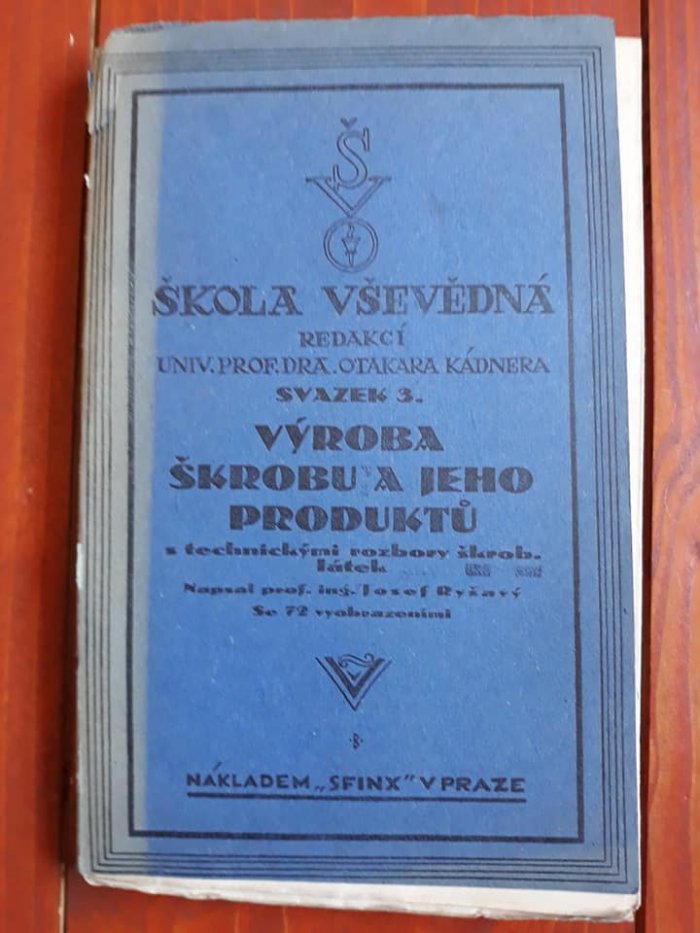 Š
V
ŠKOLA VŠEVĚDNÁ
REDAKCÍ
UNIV. PROF. DRA. OTAKARA KÁDNERA
SVAZEK 3.
VÝROBA
ŠKROBU A JEHO
PRODUKTŮ
s technickými rozbory škrob.
látek
Napsal prof. ing. Josef Ryšavý
Se 72 vyobrazeními
V
·B·
NÁKLADEM „SFINX" V PRAZE